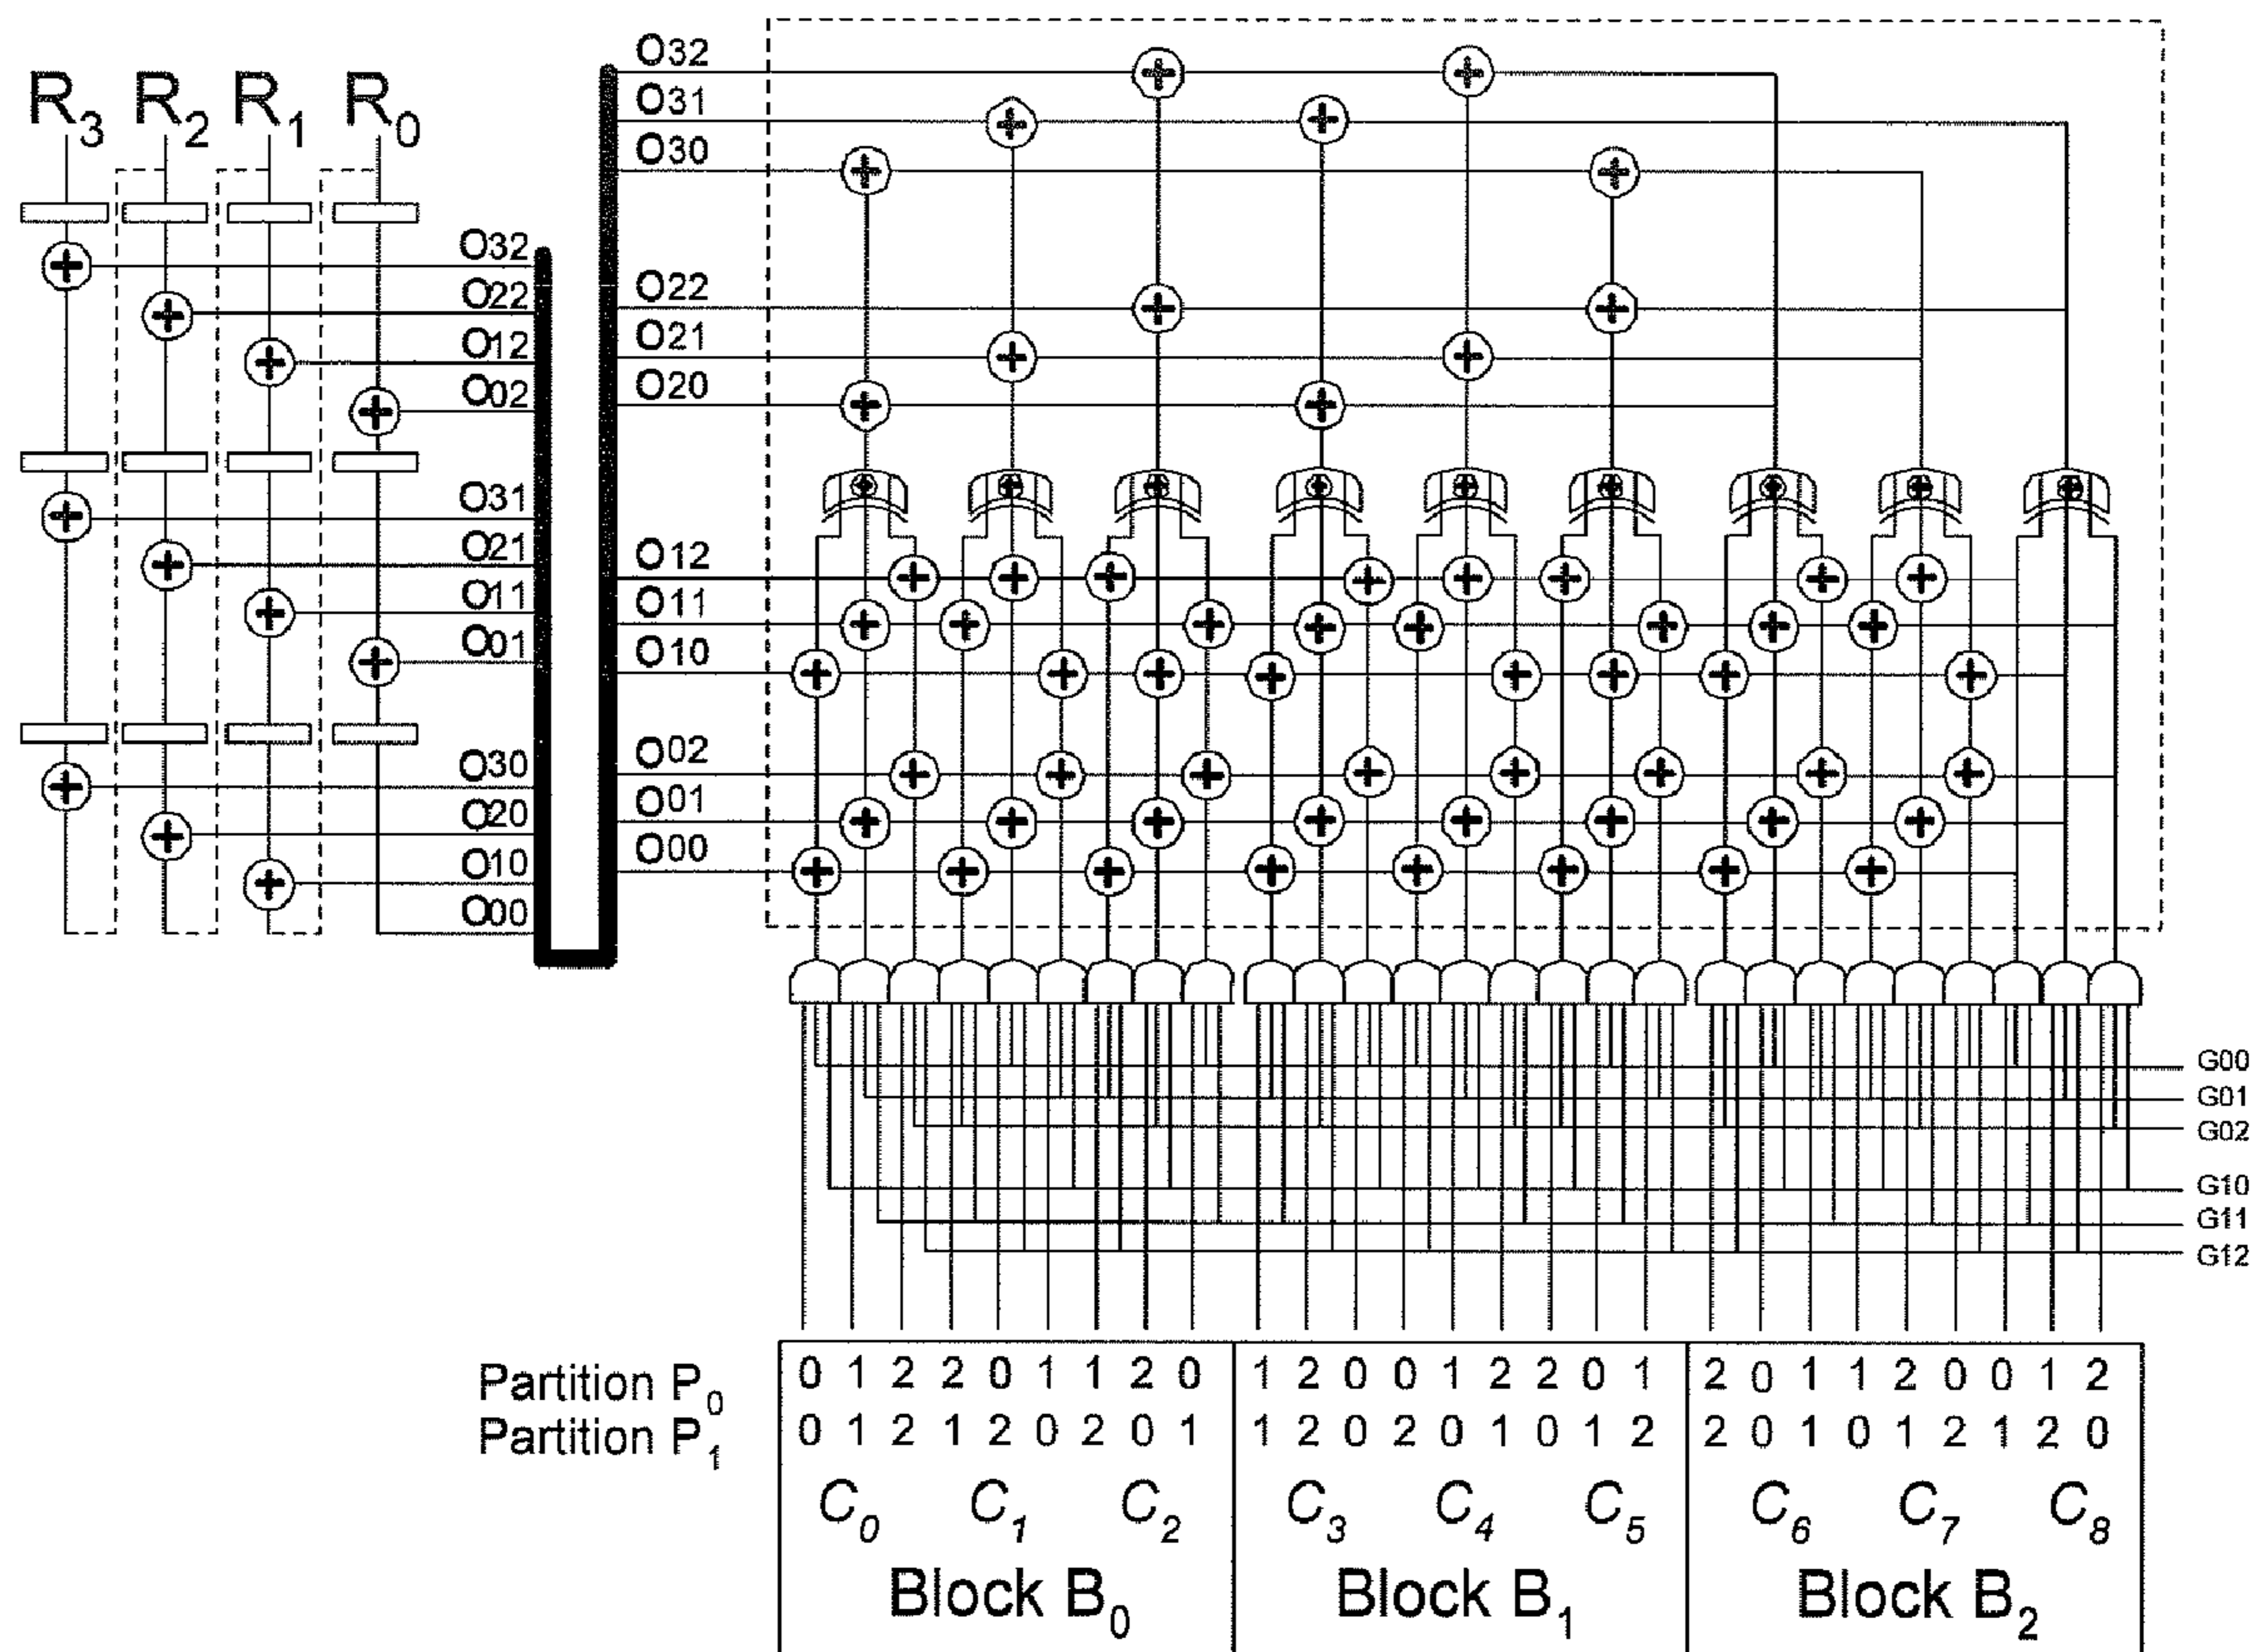 R3 R2 R1 R0
O32
O22
O12
O02
O31
O21
O11
O01
O30
O20
O10
O00
O32
O31
O30
O22
O21
O20
O12
O11
O10
O02
O01
O00
G00
G01
G02
G10
G11
G12
Partition P0 0 1 2 2 0 1 1 2 0 1 2 0 0 1 2 2 0 1 2 0 1 1 2 0 0 1 2
Partition P1 0 1 2 1 2 0 2 0 1 1 2 0 2 0 1 0 1 2 2 0 1 0 1 2 1 2 0
C0 C1 C2 C3 C4 C5 C6 C7 C8
Block B0 Block B1 Block B2